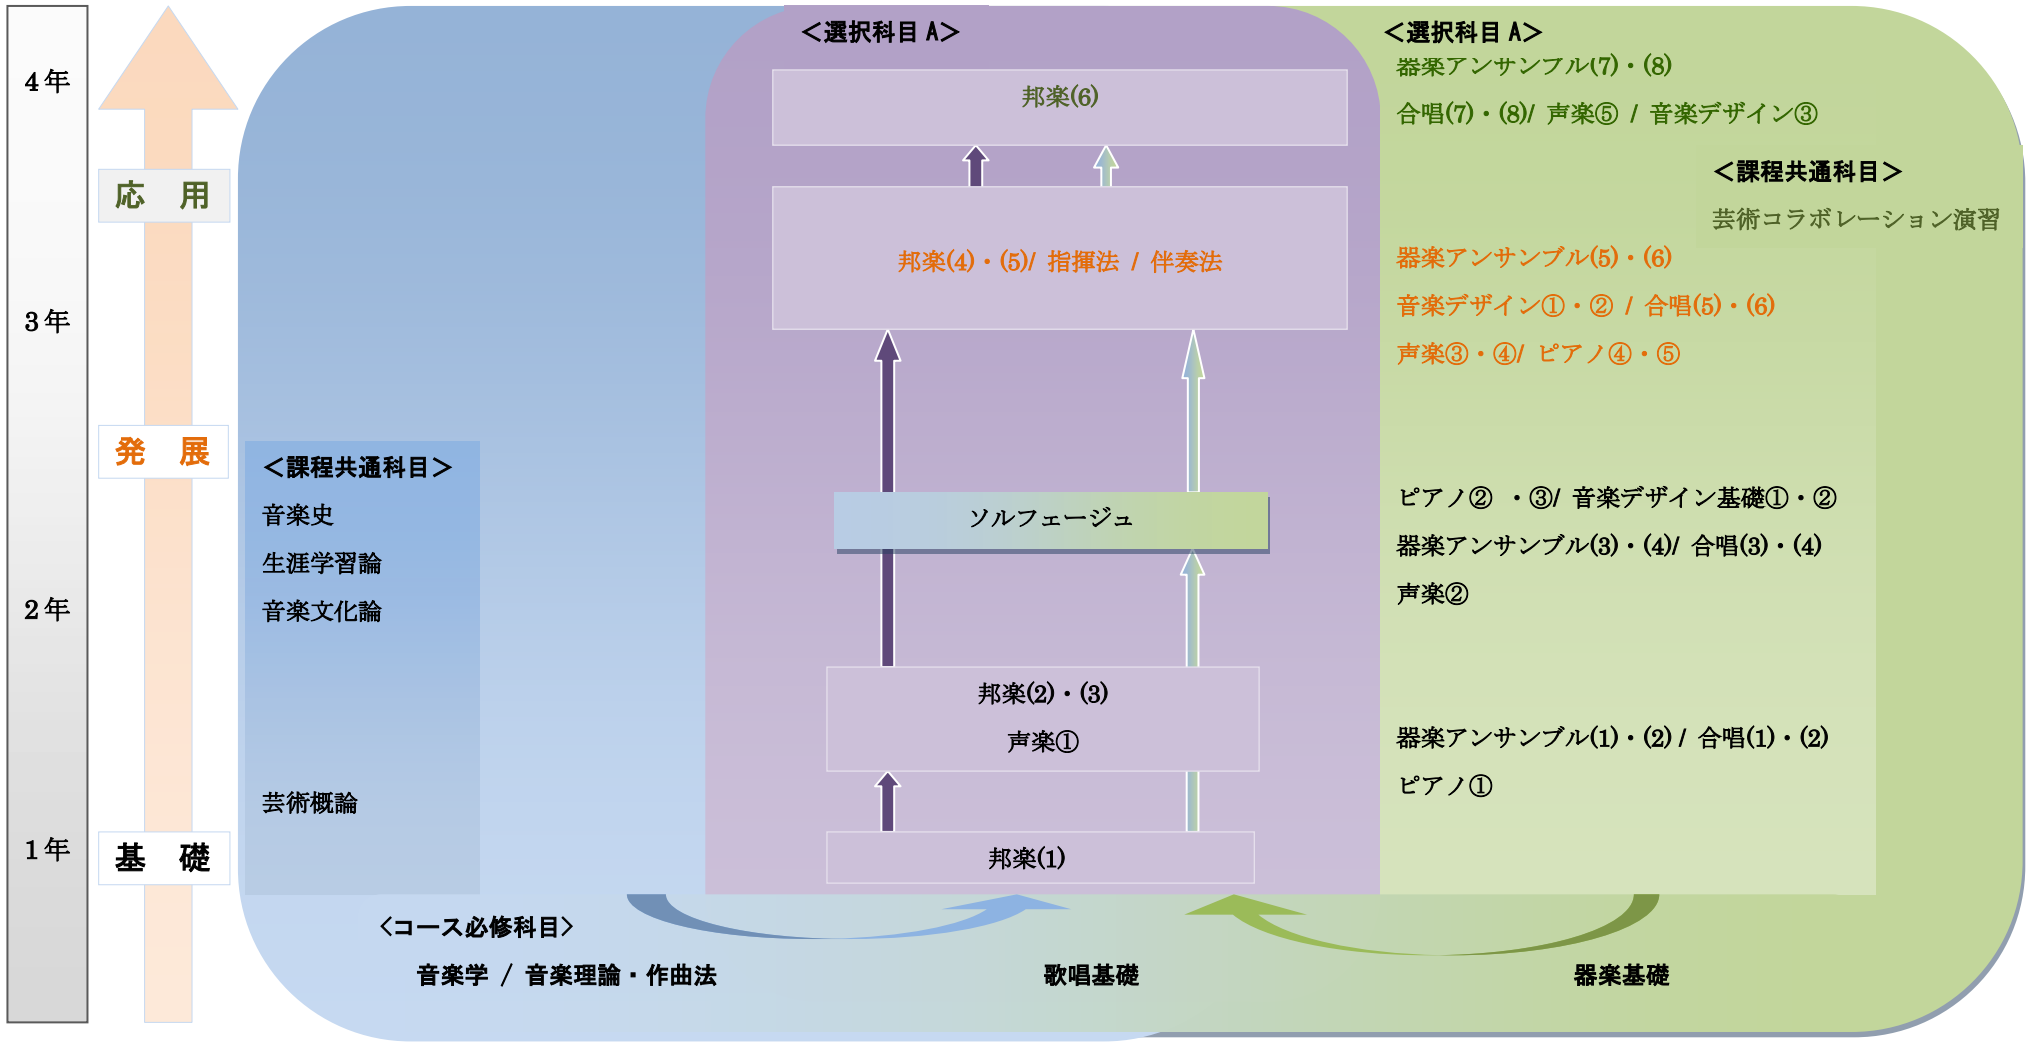 4年
3年
2年
1年
応　用
発　展
基　礎
＜課程共通科目＞
音楽史
生涯学習論
音楽文化論
芸術概論
＜選択科目 A＞
邦楽(6)
邦楽(4)・(5)/ 指揮法 / 伴奏法
ソルフェージュ
邦楽(2)・(3)
声楽①
邦楽(1)
＜選択科目 A＞
器楽アンサンブル(7)・(8)
合唱(7)・(8)/ 声楽⑤ / 音楽デザイン③
＜課程共通科目＞
芸術コラボレーション演習
器楽アンサンブル(5)・(6)
音楽デザイン①・② / 合唱(5)・(6)
声楽③・④/ ピアノ④・⑤
ピアノ② ・③/ 音楽デザイン基礎①・②
器楽アンサンブル(3)・(4)/ 合唱(3)・(4)
声楽②
器楽アンサンブル(1)・(2) / 合唱(1)・(2)
ピアノ①
<コース必修科目>
音楽学 / 音楽理論・作曲法
歌唱基礎
器楽基礎